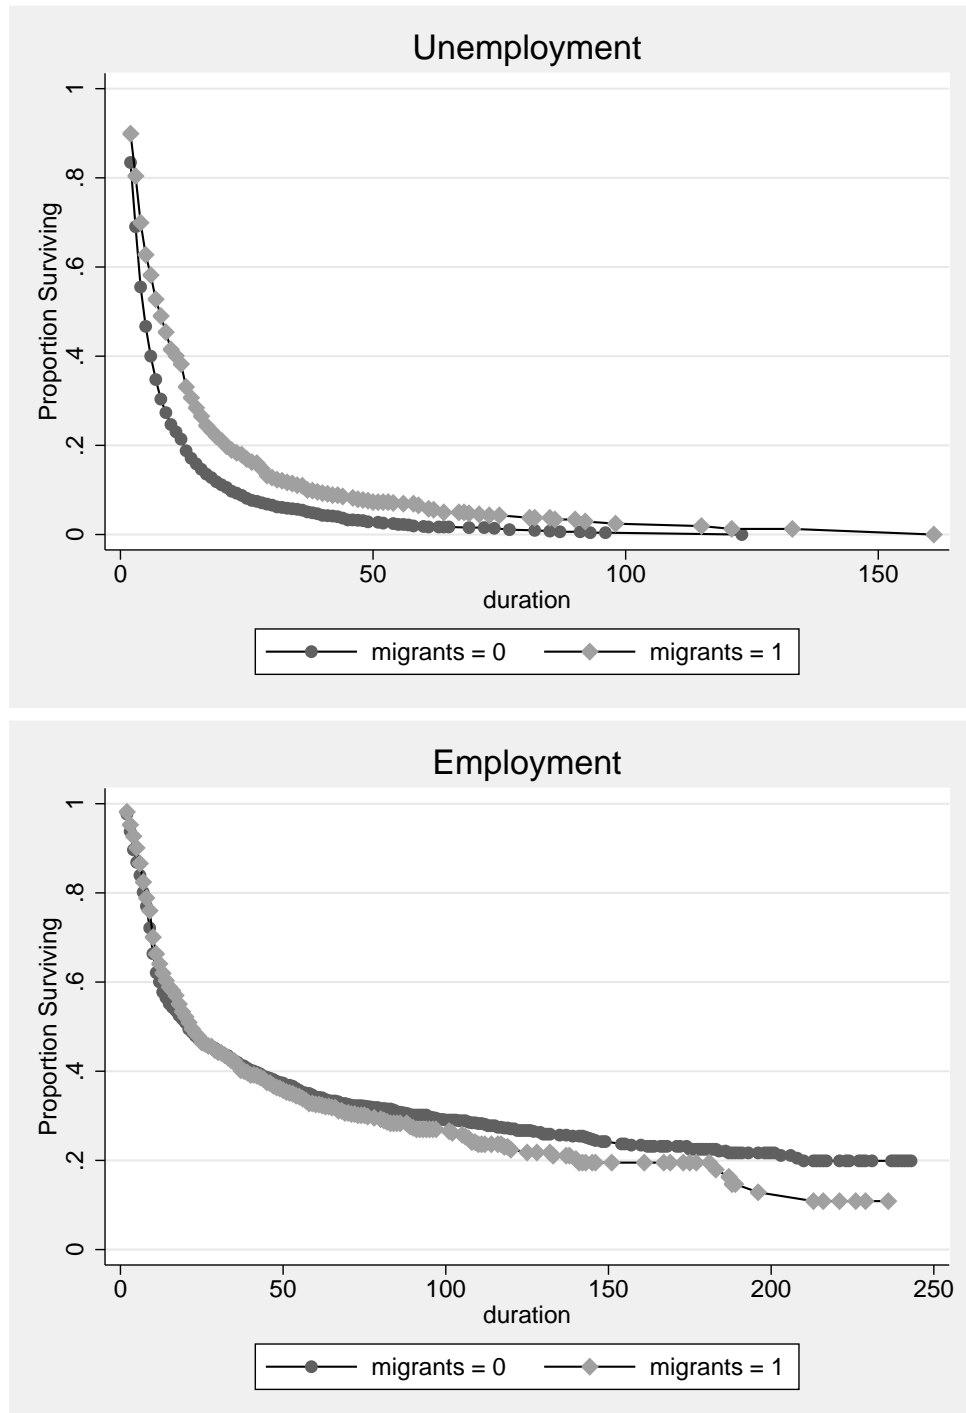 Unemployment
1
.8
.6
.4
.2
0
Proportion Surviving
0 50 100 150
duration
migrants = 0 migrants = 1
Employment
1
.8
.6
.4
.2
0
Proportion Surviving
0 50 100 150 200 250
duration
migrants = 0 migrants = 1